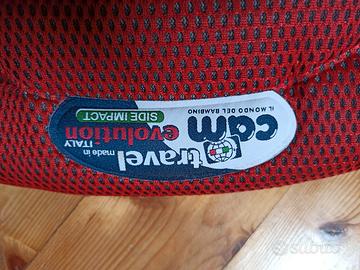 cam
IL MONDO DEL BAMBINO
travel
evolution
SIDE IMPACT
made in
ITALY
subito